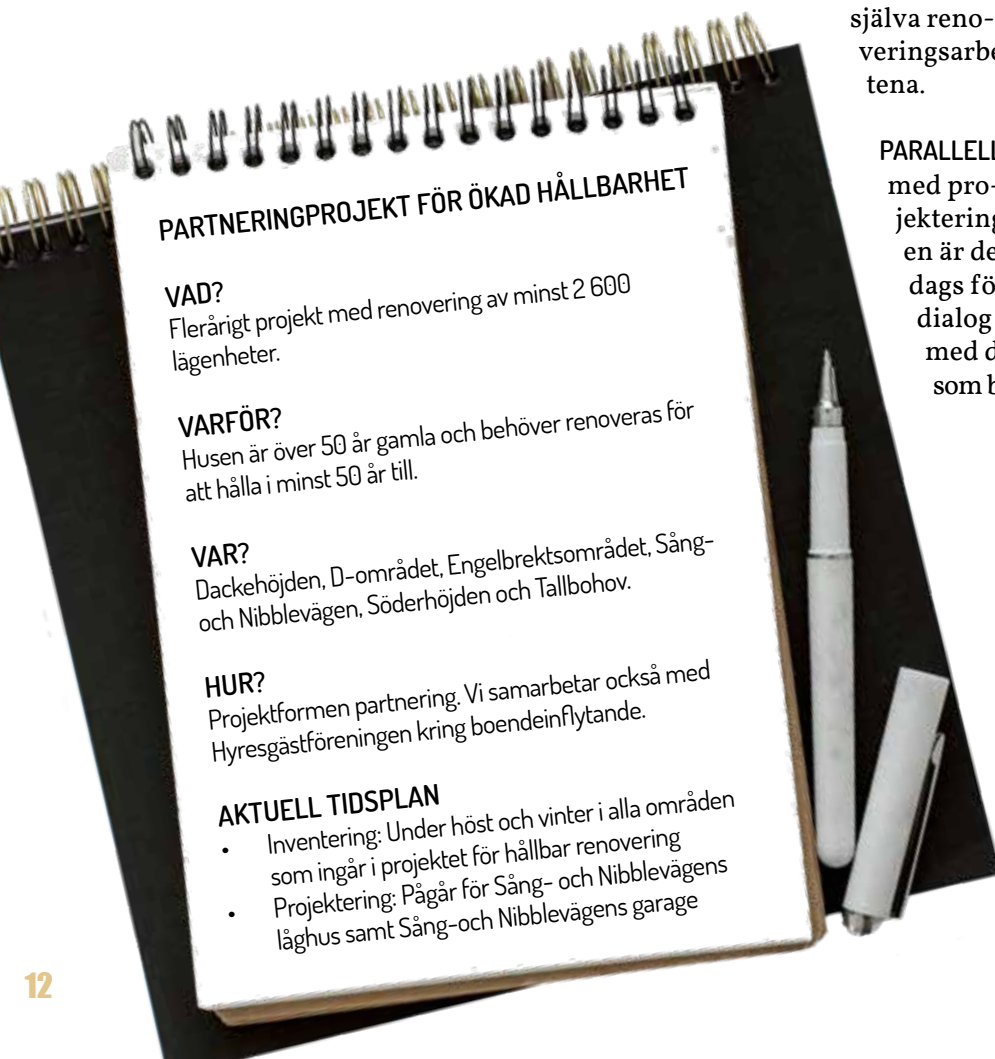 själva reno-
veringsarbe
tena.
PARALLELL
med pro-
jektering
en är de
dags fö
dialog
med d
som b
PARTNERINGPROJEKT FÖR ÖKAD HÅLLBARHET
VAD?
Flerårigt projekt med renovering av minst 2 600
lägenheter.
VARFÖR?
Husen är över 50 år gamla och behöver renoveras för
att hålla i minst 50 år till.
VAR?
Dackehöjden, D-området, Engelbrektsområdet, Sång-
och Nibblevägen, Söderhöjden och Tallbohov.
HUR?
Projektformen partnering. Vi samarbetar också med
Hyresgästföreningen kring boendeinflytande.
AKTUELL TIDSPLAN
• Inventering: Under höst och vinter i alla områden
som ingår i projektet för hållbar renovering
• Projektering: Pågår för Sång- och Nibblevägens
låghus samt Sång-och Nibblevägens garage
12